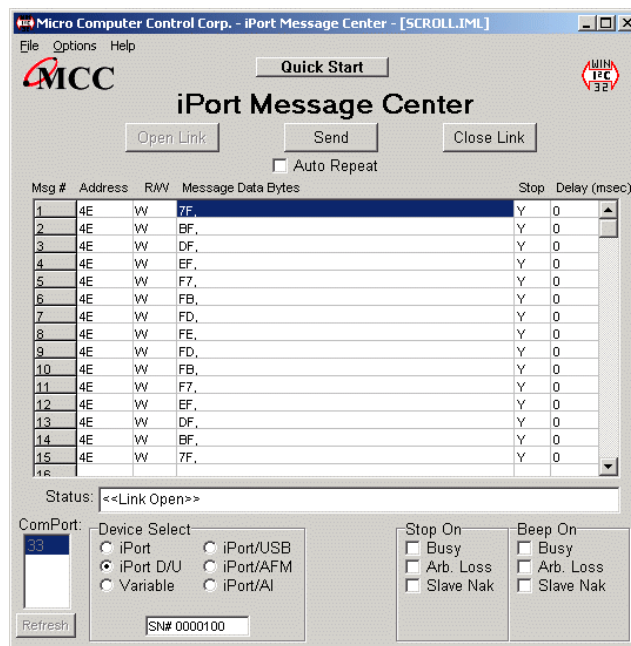 Micro Computer Control Corp. - iPort Message Center - [SCROLL.IML]
File Options Help
MCC
Quick Start
WIN I²C 32
iPort Message Center
Open Link Send Close Link
Auto Repeat
Msg # Address R/W Message Data Bytes Stop Delay (msec)
1 4E W 7F, Y 0
2 4E W BF, Y 0
3 4E W DF, Y 0
4 4E W EF, Y 0
5 4E W F7, Y 0
6 4E W FB, Y 0
7 4E W FD, Y 0
8 4E W FE, Y 0
9 4E W FD, Y 0
10 4E W FB, Y 0
11 4E W F7, Y 0
12 4E W EF, Y 0
13 4E W DF, Y 0
14 4E W BF, Y 0
15 4E W 7F, Y 0
16
Status: <<Link Open>>
ComPort: Device Select Stop On Beep On
33 iPort iPort/USB Busy Busy
iPort D/U iPort/AFM Arb. Loss Arb. Loss
Variable iPort/AI Slave Nak Slave Nak
Refresh SN# 0000100